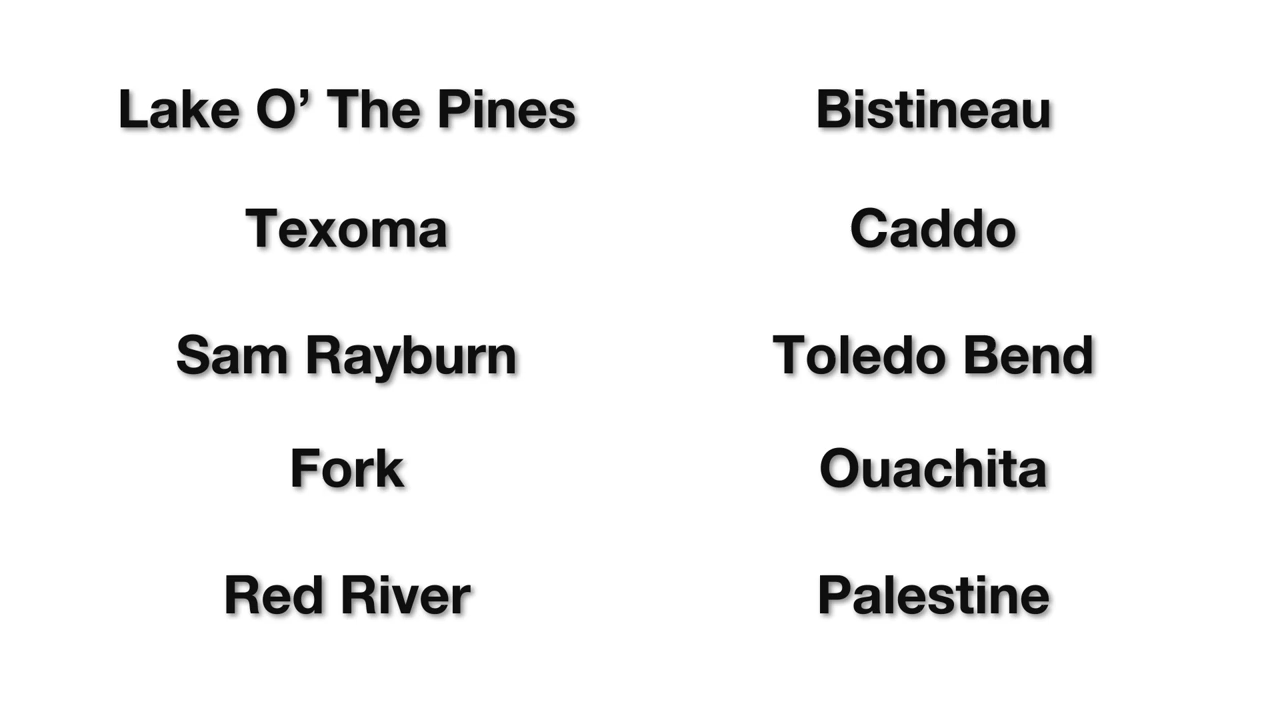 Lake O’ The Pines
Bistineau
Texoma
Caddo
Sam Rayburn
Toledo Bend
Fork
Ouachita
Red River
Palestine